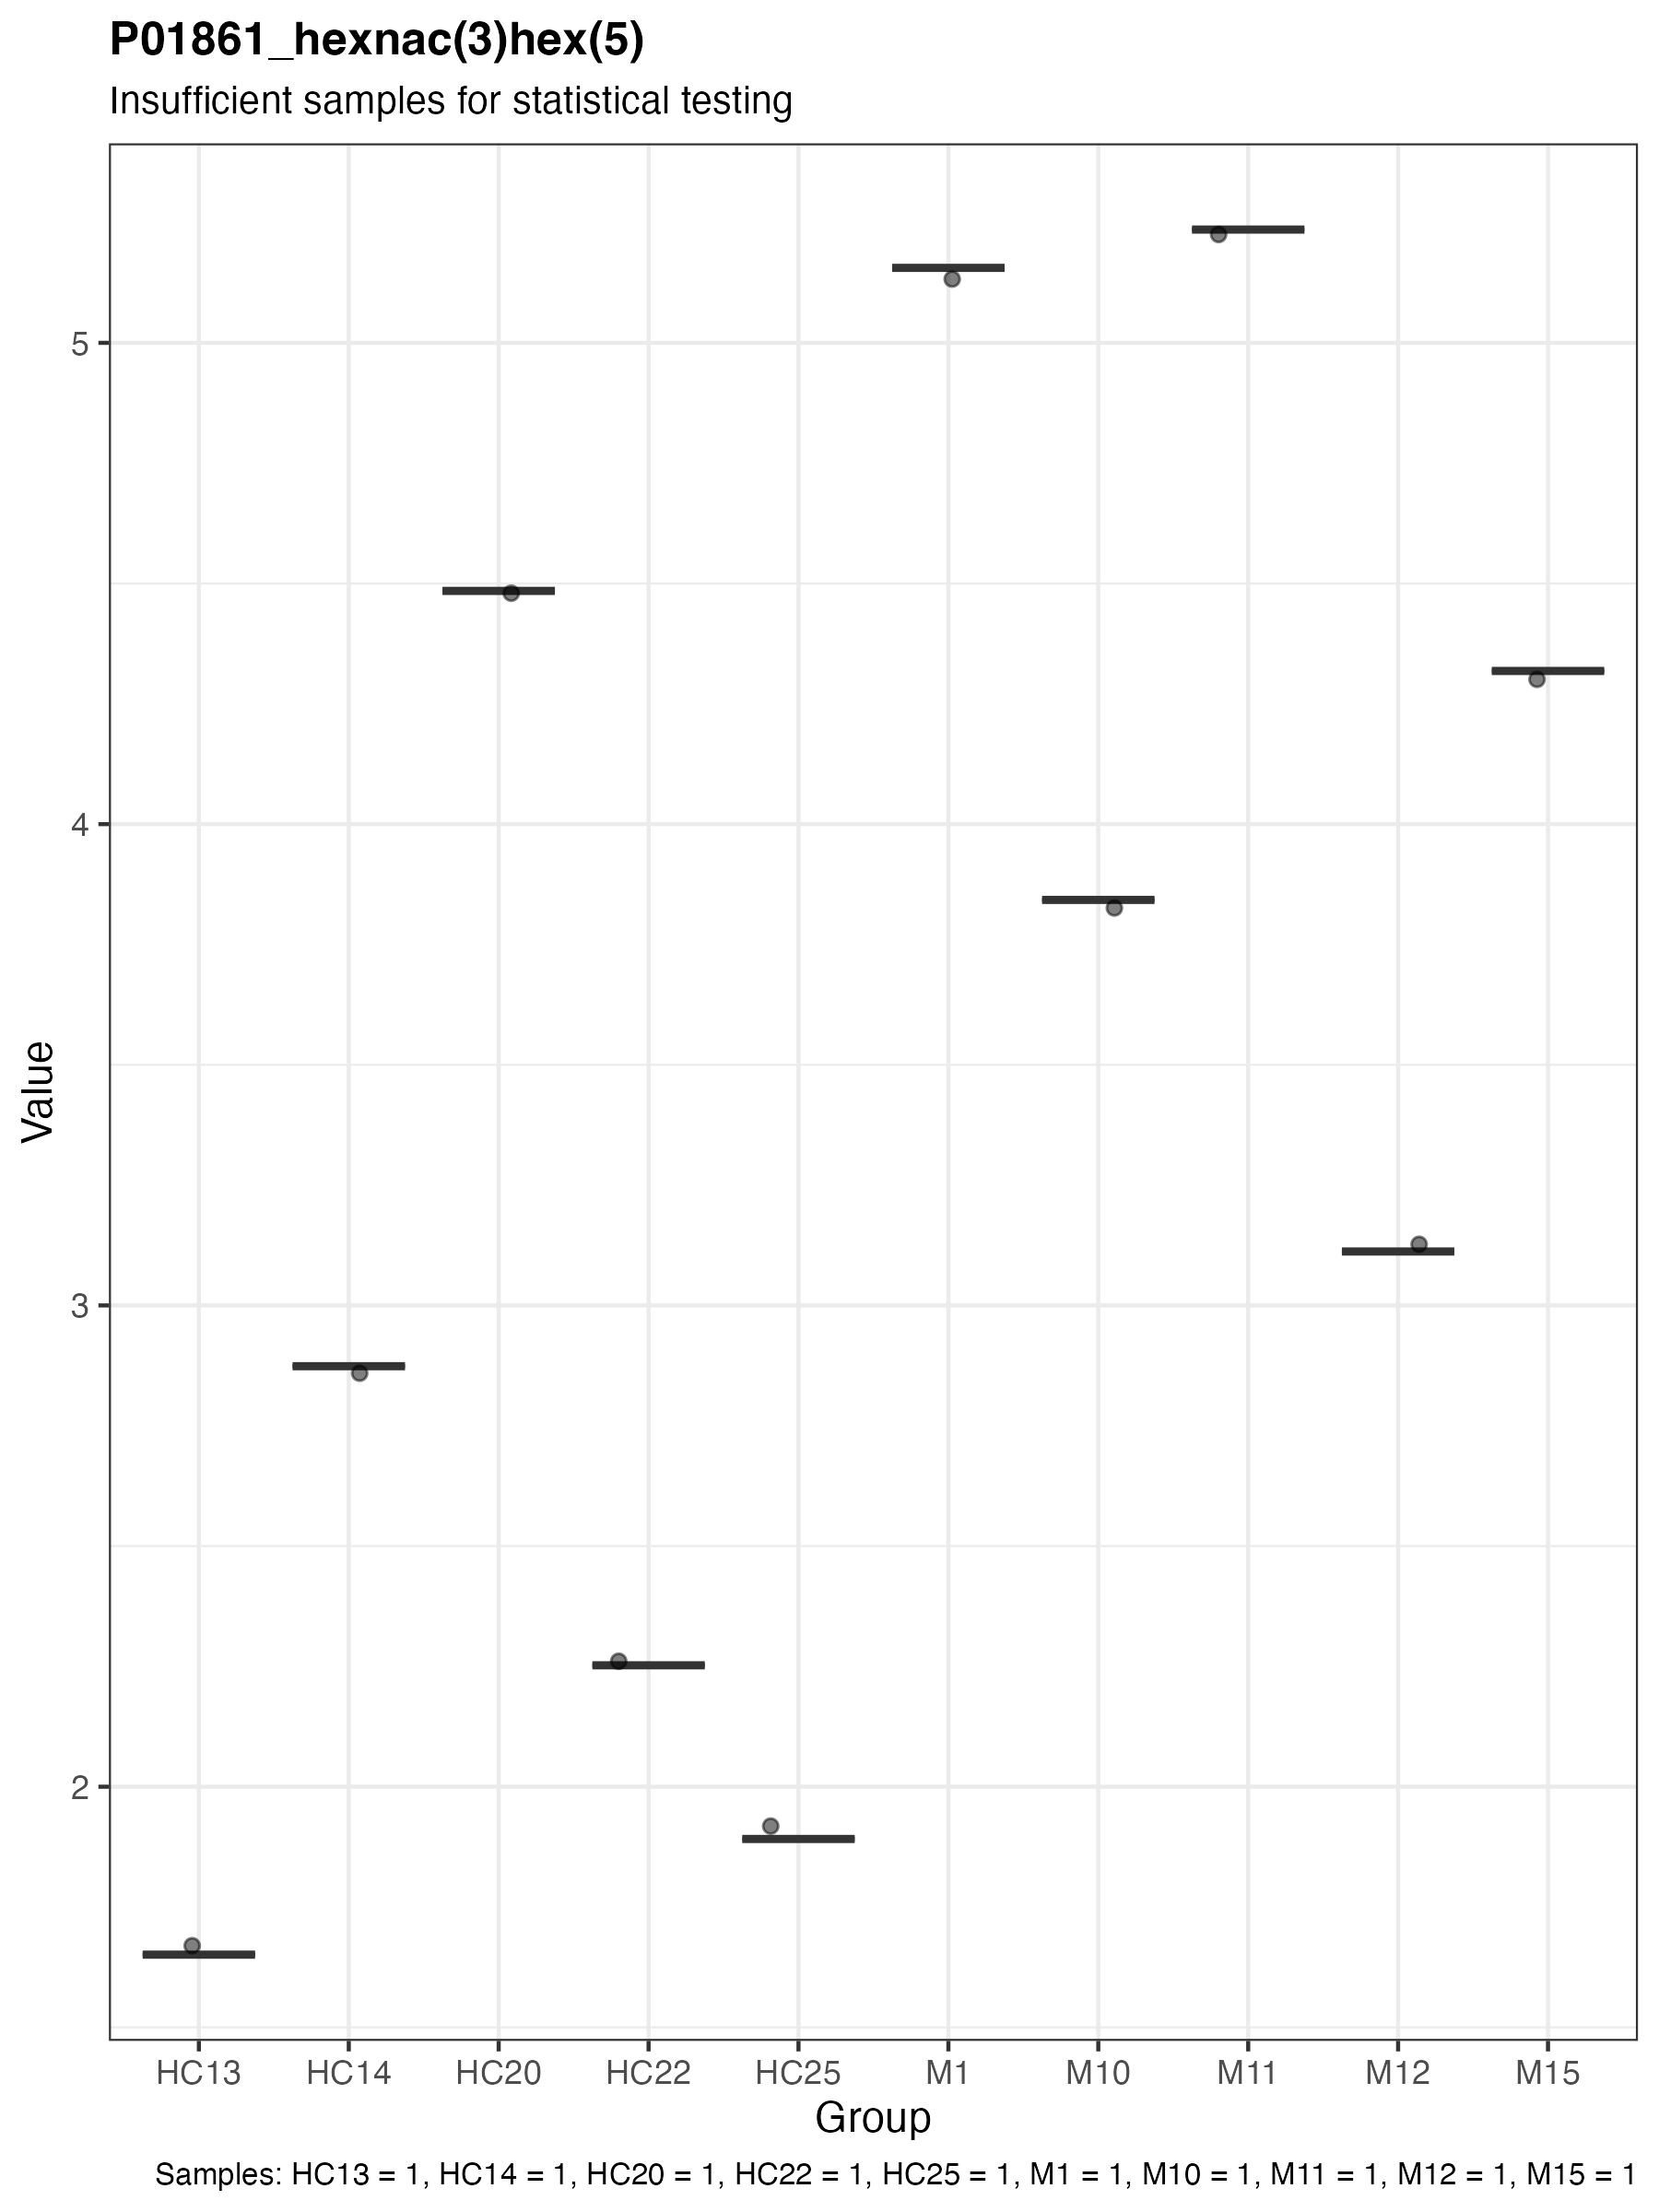 P01861_hexnac(3)hex(5)
Insufficient samples for statistical testing
5
4
3
2
Value
HC13 HC14 HC20 HC22 HC25 M1 M10 M11 M12 M15
Group
Samples: HC13 = 1, HC14 = 1, HC20 = 1, HC22 = 1, HC25 = 1, M1 = 1, M10 = 1, M11 = 1, M12 = 1, M15 = 1